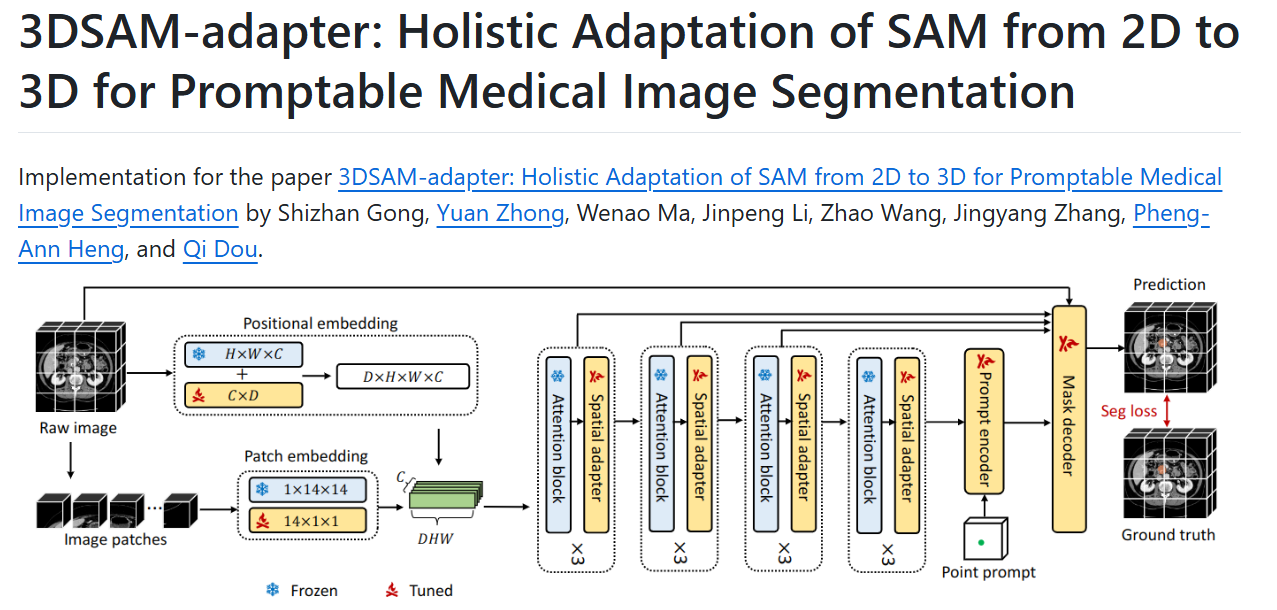 3DSAM-adapter: Holistic Adaptation of SAM from 2D to
3D for Promptable Medical Image Segmentation
Implementation for the paper 3DSAM-adapter: Holistic Adaptation of SAM from 2D to 3D for Promptable Medical
Image Segmentation by Shizhan Gong, Yuan Zhong, Wenao Ma, Jinpeng Li, Zhao Wang, Jingyang Zhang, Pheng-
Ann Heng, and Qi Dou.
Raw image
Image patches
Positional embedding
H×W×C
+
C×D
D×H×W×C
Patch embedding
1×14×14
14×1×1
C
DHW
Attention block
Spatial adapter
×3
Attention block
Spatial adapter
×3
Attention block
Spatial adapter
×3
Attention block
Spatial adapter
×3
Prompt encoder
Point prompt
Mask decoder
Prediction
Seg loss
Ground truth
Frozen
Tuned